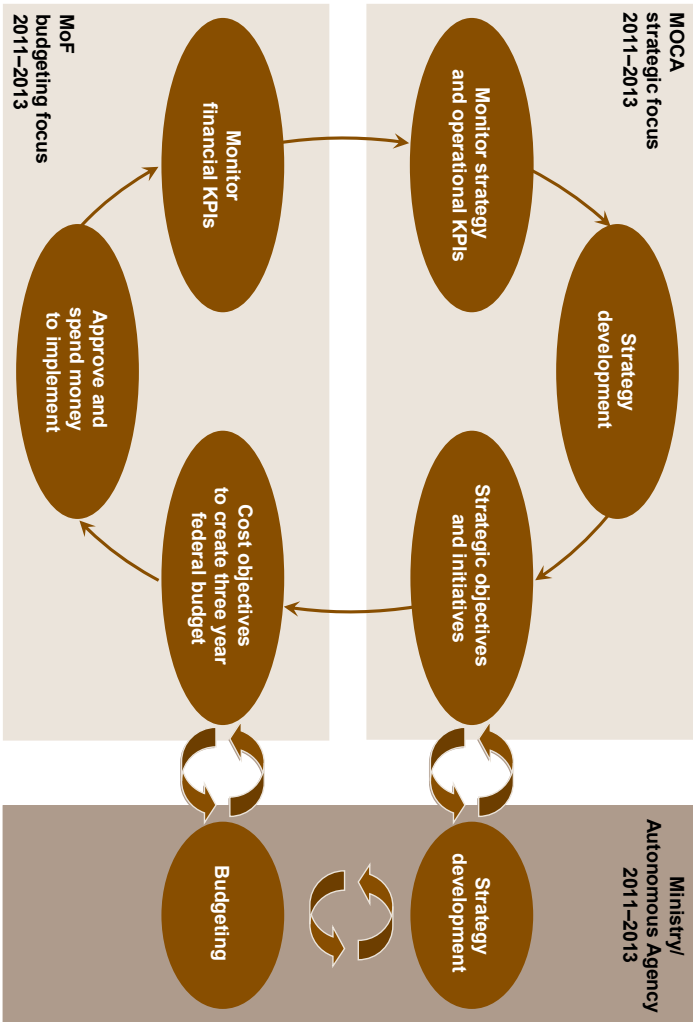 MOCA
strategic focus
2011–2013
Strategy
development
Monitor strategy
and operational KPIs
Strategic objectives
and initiatives
Ministry/
Autonomous Agency
2011–2013
Strategy
development
MoF
budgeting focus
2011–2013
Monitor
financial KPIs
Cost objectives
to create three year
federal budget
Approve and
spend money
to implement
Budgeting